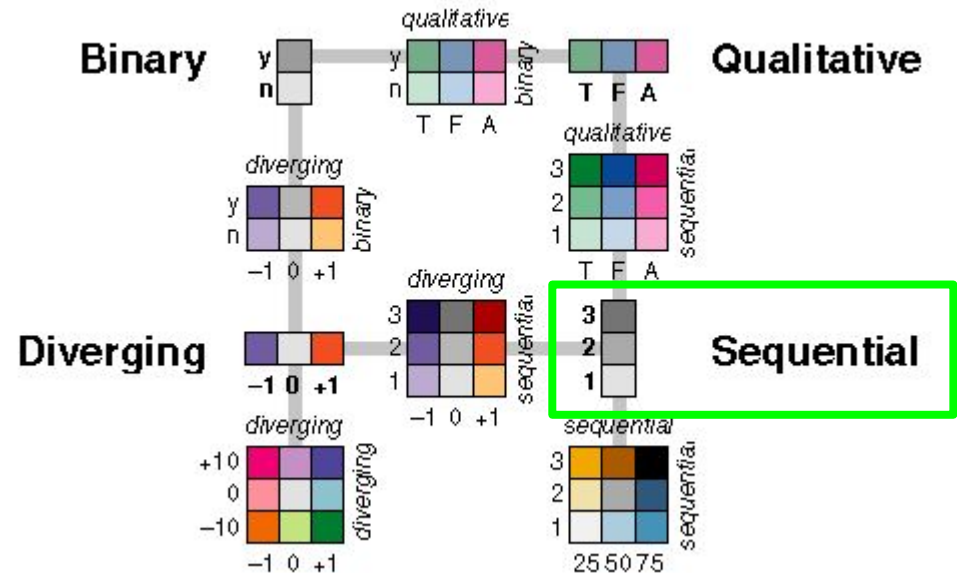 Binary
y
n
qualitative
y
n
binary
T F A
T F A
Qualitative
diverging
y
n
binary
−1 0 +1
qualitative
3
2
1
sequential
T F A
Diverging
−1 0 +1
diverging
3
2
1
sequential
−1 0 +1
3
2
1
Sequential
diverging
+10
0
−10
diverging
−1 0 +1
sequential
3
2
1
sequential
25 50 75